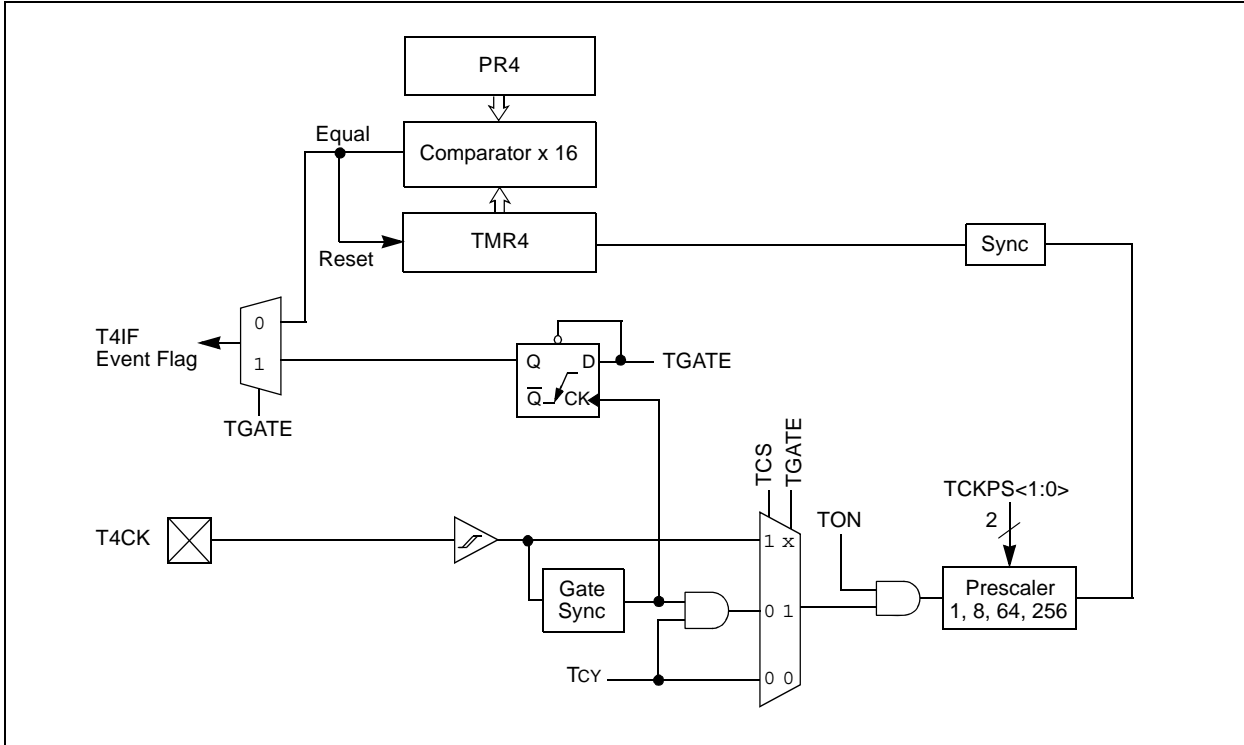 PR4
Equal
Comparator x 16
TMR4
Reset
Sync
T4IF
Event Flag
0
1
TGATE
Q
D
TGATE
Q̅
CK
TCS
TGATE
TCKPS<1:0>
2
TON
T4CK
1 x
Gate
Sync
0 1
Prescaler
1, 8, 64, 256
TCY
0 0